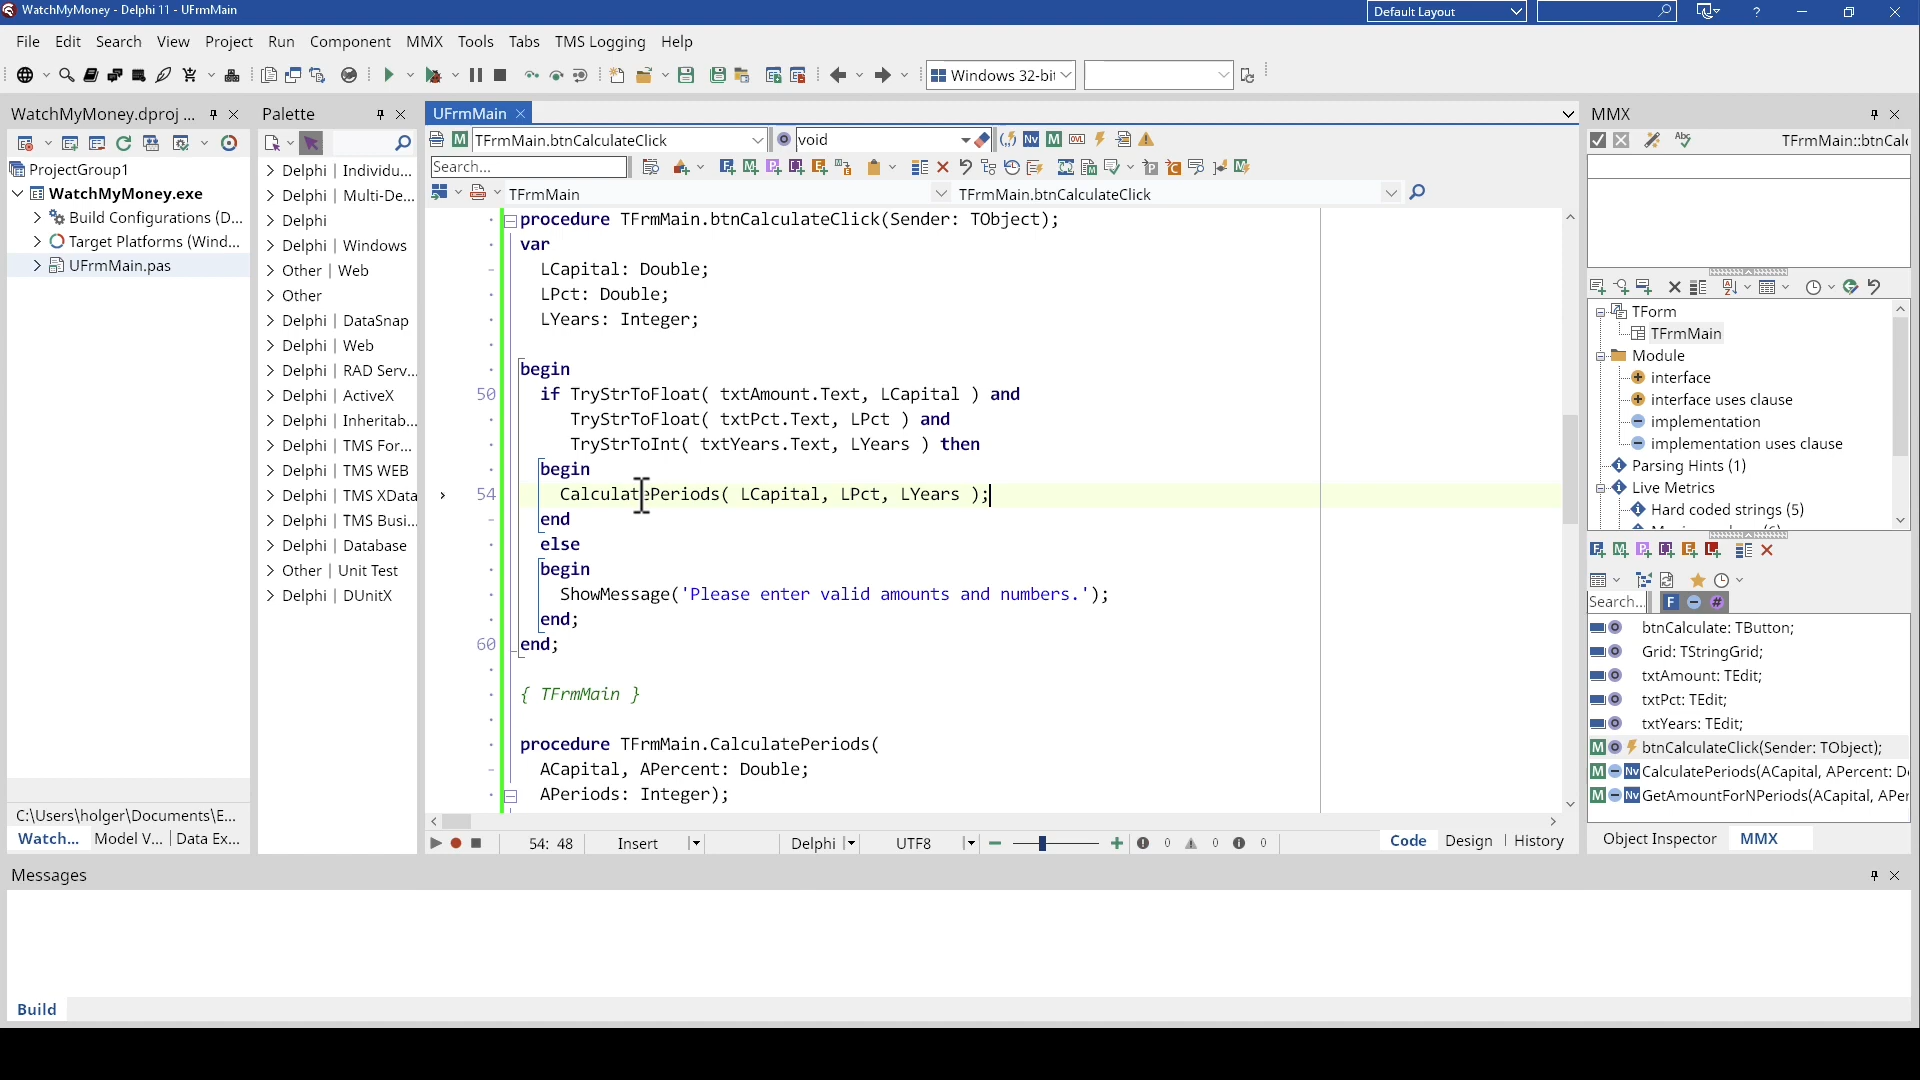 WatchMyMoney - Delphi 11 - UFrmMain
Default Layout
File Edit Search View Project Run Component MMX Tools Tabs TMS Logging Help
Windows 32-bit
WatchMyMoney.dproj ...
ProjectGroup1
WatchMyMoney.exe
Build Configurations (D...
Target Platforms (Wind...
UFrmMain.pas
C:\Users\holger\Documents\E...
Watch... Model V... Data Ex...
Palette
Delphi | Individu...
Delphi | Multi-De...
Delphi
Delphi | Windows
Other | Web
Other
Delphi | DataSnap
Delphi | Web
Delphi | RAD Serv...
Delphi | ActiveX
Delphi | Inheritab...
Delphi | TMS For...
Delphi | TMS WEB
Delphi | TMS XData
Delphi | TMS Busi...
Delphi | Database
Other | Unit Test
Delphi | DUnitX
UFrmMain
TFrmMain.btnCalculateClick void
Search...
TFrmMain TFrmMain.btnCalculateClick
procedure TFrmMain.btnCalculateClick(Sender: TObject);
var
LCapital: Double;
LPct: Double;
LYears: Integer;
begin
50 if TryStrToFloat( txtAmount.Text, LCapital ) and
TryStrToFloat( txtPct.Text, LPct ) and
TryStrToInt( txtYears.Text, LYears ) then
begin
54 CalculatePeriods( LCapital, LPct, LYears );
end
else
begin
ShowMessage('Please enter valid amounts and numbers.');
end;
60 end;
{ TFrmMain }
procedure TFrmMain.CalculatePeriods(
ACapital, APercent: Double;
APeriods: Integer);
54: 48 Insert Delphi UTF8 0 0 0 Code Design History
MMX
TFrmMain::btnCalc
TForm
TFrmMain
Module
interface
interface uses clause
implementation
implementation uses clause
Parsing Hints (1)
Live Metrics
Hard coded strings (5)
Search...
btnCalculate: TButton;
Grid: TStringGrid;
txtAmount: TEdit;
txtPct: TEdit;
txtYears: TEdit;
btnCalculateClick(Sender: TObject);
CalculatePeriods(ACapital, APercent: D
GetAmountForNPeriods(ACapital, APer
Object Inspector MMX
Messages
Build